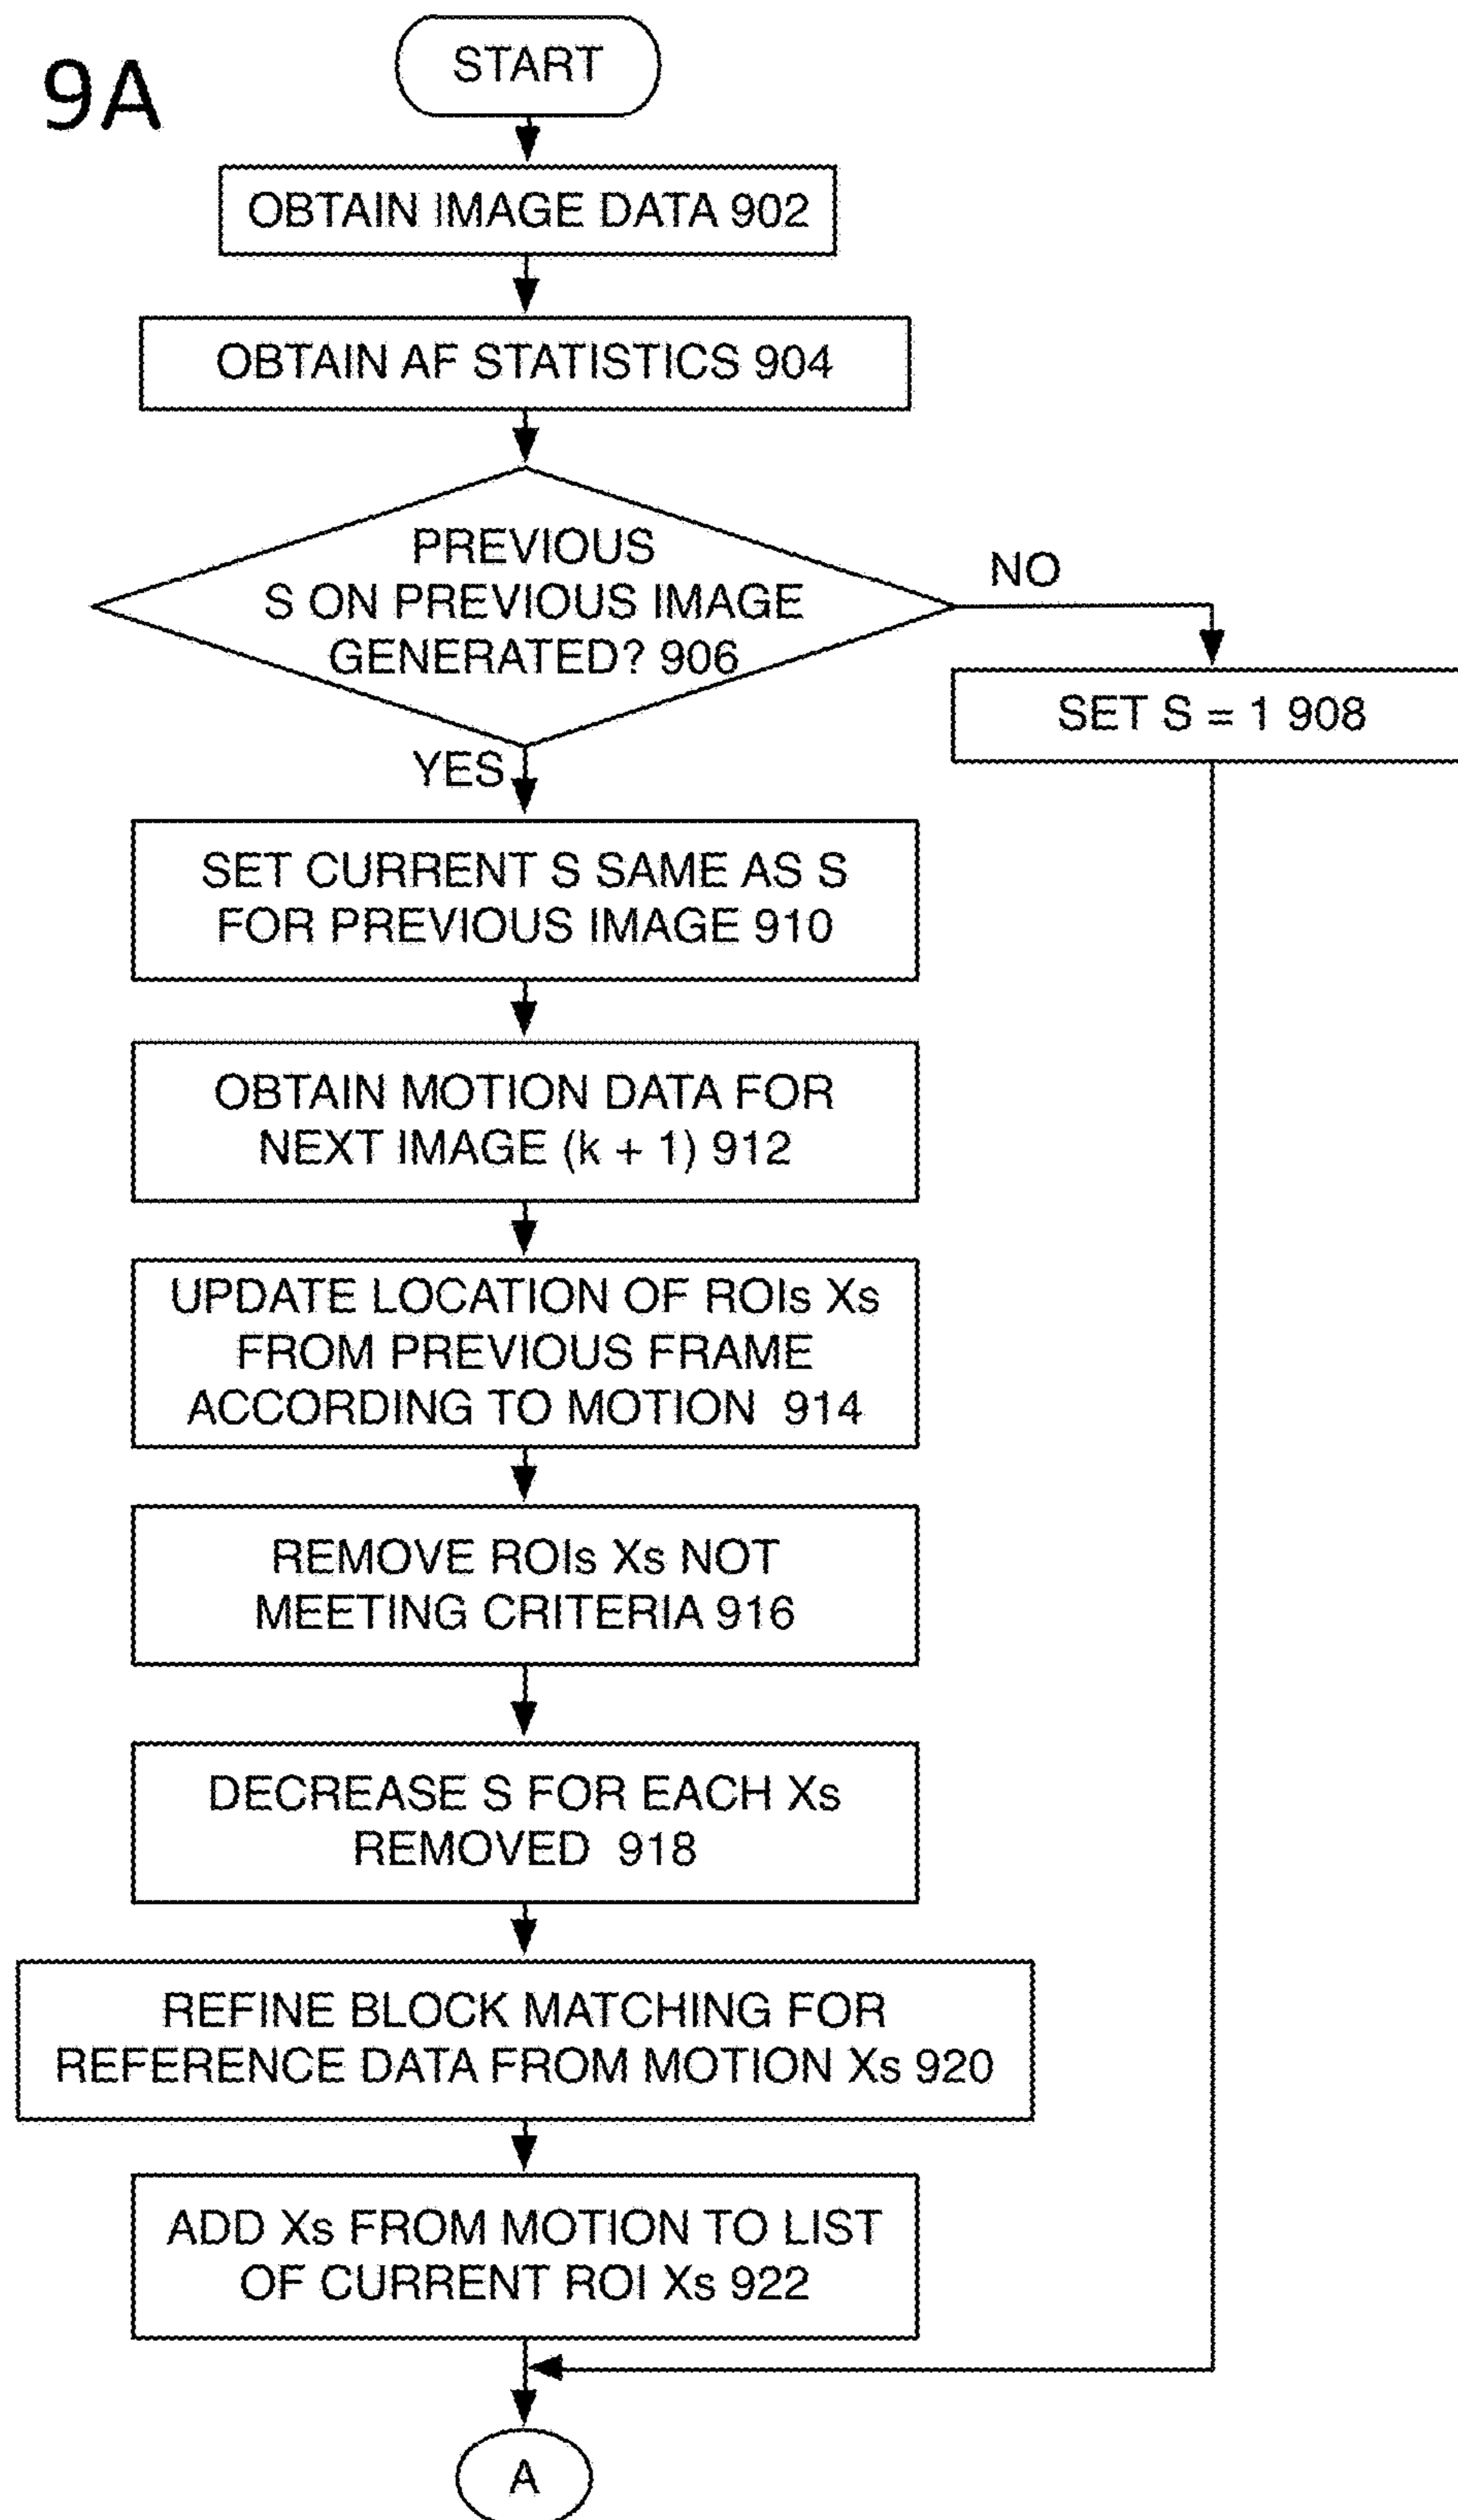 9A
START
OBTAIN IMAGE DATA 902
OBTAIN AF STATISTICS 904
PREVIOUS
S ON PREVIOUS IMAGE
GENERATED? 906
NO
SET S = 1 908
YES
SET CURRENT S SAME AS S
FOR PREVIOUS IMAGE 910
OBTAIN MOTION DATA FOR
NEXT IMAGE (k + 1) 912
UPDATE LOCATION OF ROIs Xs
FROM PREVIOUS FRAME
ACCORDING TO MOTION 914
REMOVE ROIs Xs NOT
MEETING CRITERIA 916
DECREASE S FOR EACH Xs
REMOVED 918
REFINE BLOCK MATCHING FOR
REFERENCE DATA FROM MOTION Xs 920
ADD Xs FROM MOTION TO LIST
OF CURRENT ROI Xs 922
A